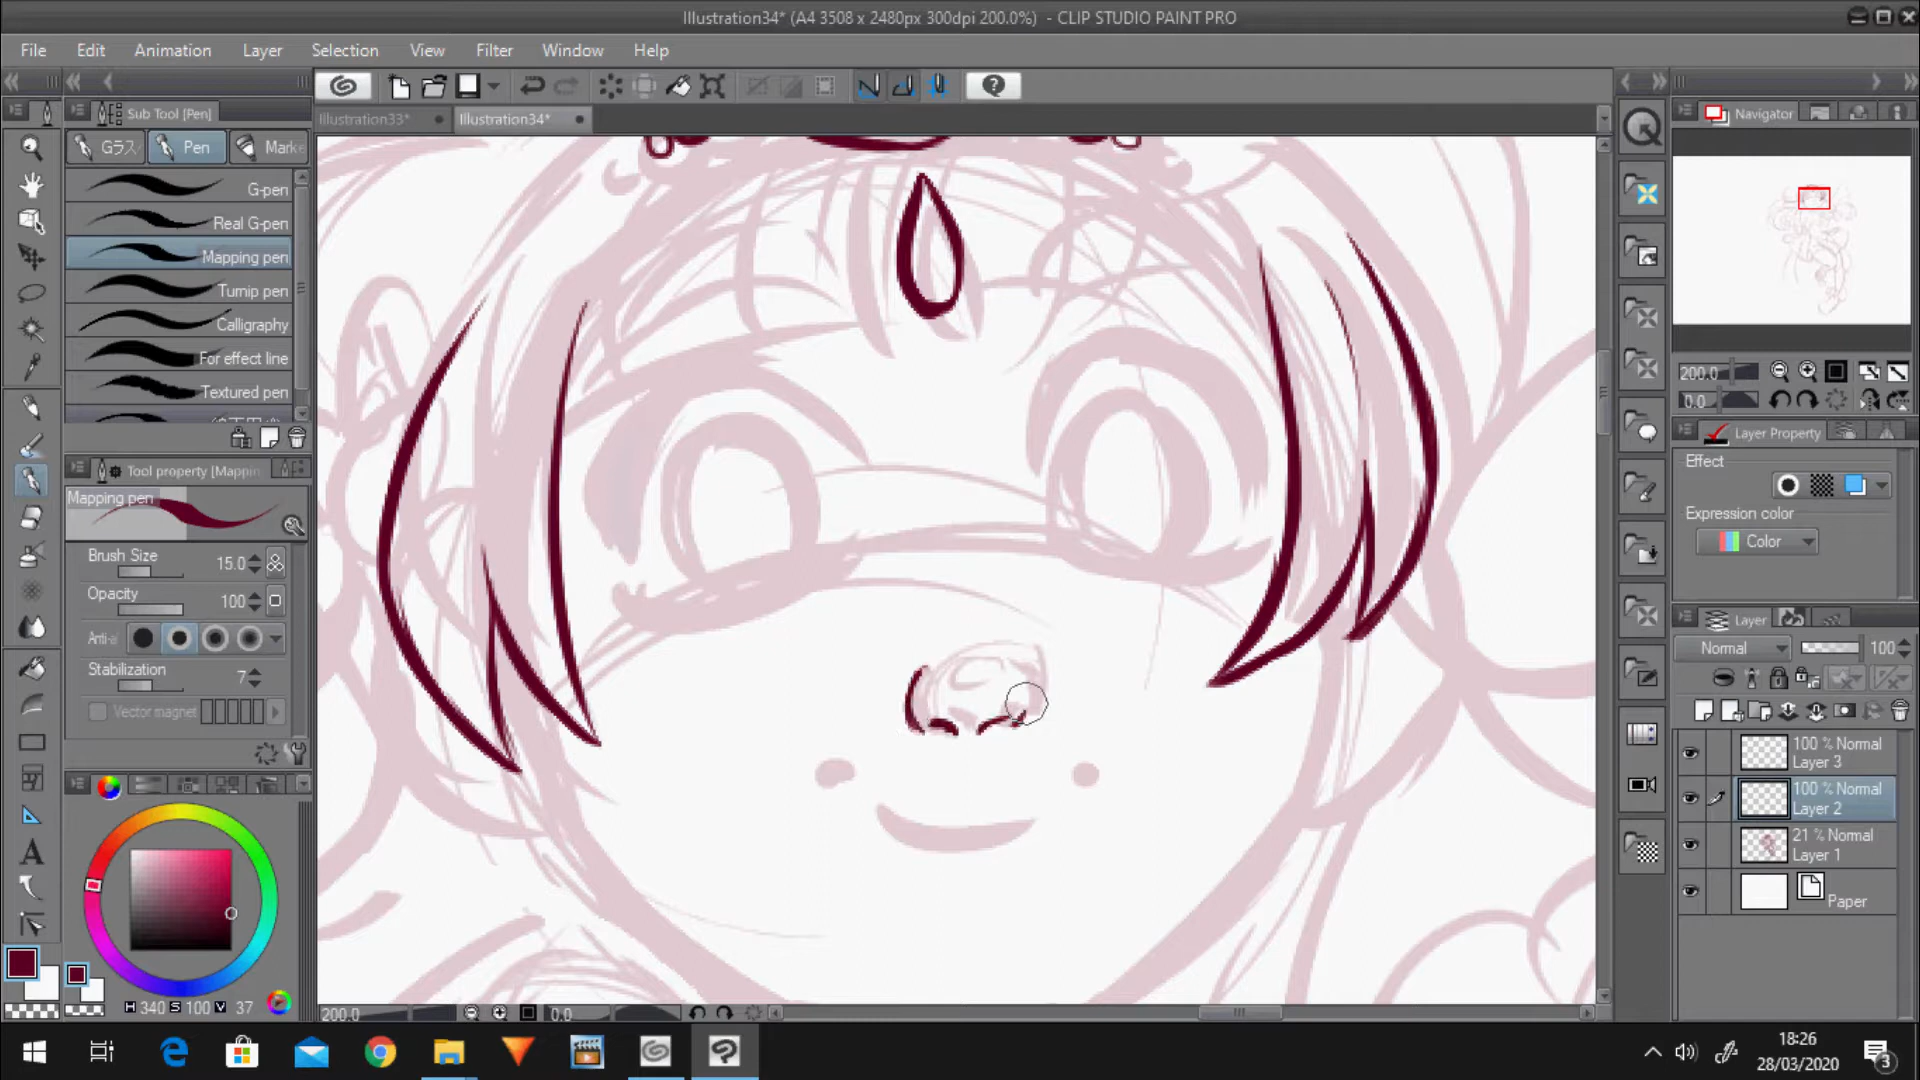 Illustration34* (A4 3508 x 2480px 300dpi 200.0%) - CLIP STUDIO PAINT PRO
File Edit Animation Layer Selection View Filter Window Help
Sub Tool [Pen]
Illustration33* Illustration34*
Gラス Pen Marke
G-pen
Real G-pen
Mapping pen
Turnip pen
Calligraphy
For effect line
Textured pen
Tool property [Mappin
Mapping pen
Brush Size 15.0
Opacity 100
Anti-a
Stabilization 7
Vector magnet
H 340 S 100 V 37
Navigator
200.0
0.0
Layer Property
Effect
Expression color
Color
Layer
Normal 100
100 % Normal
Layer 3
100 % Normal
Layer 2
21 % Normal
Layer 1
Paper
200.0 0.0
18:26
28/03/2020
3